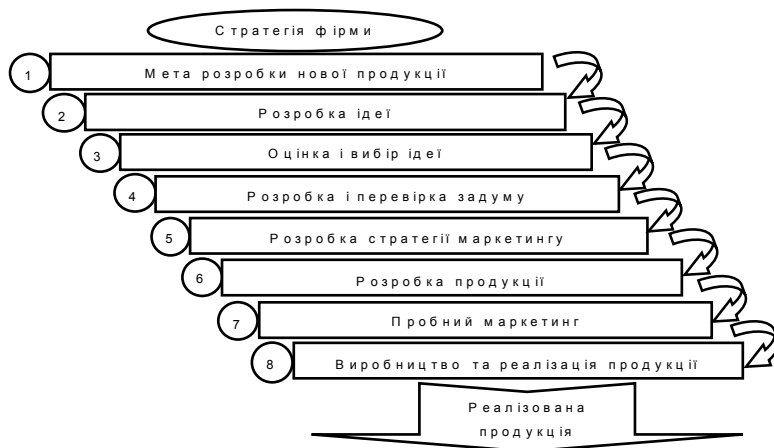 Стратегія фірми
1 Мета розробки нової продукції
2 Розробка ідеї
3 Оцінка і вибір ідеї
4 Розробка і перевірка задуму
5 Розробка стратегії маркетингу
6 Розробка продукції
7 Пробний маркетинг
8 Виробництво та реалізація продукції
Реалізована
продукція